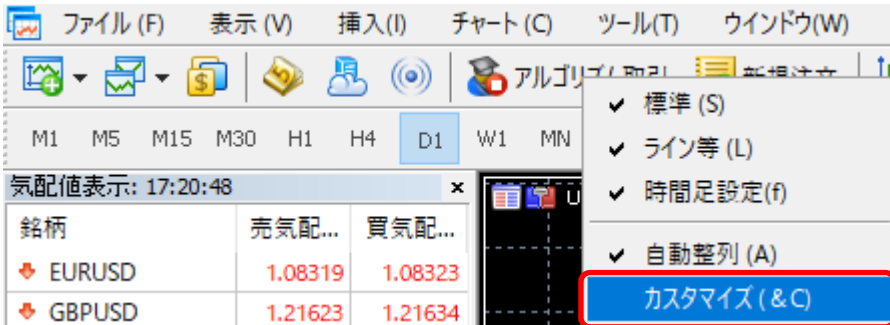 ファイル (F) 表示 (V) 挿入(I) チャート (C) ツール(T) ウインドウ(W)
アルゴリズム取引 新規注文
標準 (S)
M1 M5 M15 M30 H1 H4 D1 W1 MN
ライン等 (L)
気配値表示: 17:20:48
時間足設定(f)
銘柄 売気配... 買気配...
自動整列 (A)
EURUSD 1.08319 1.08323
カスタマイズ (&C)
GBPUSD 1.21623 1.21634